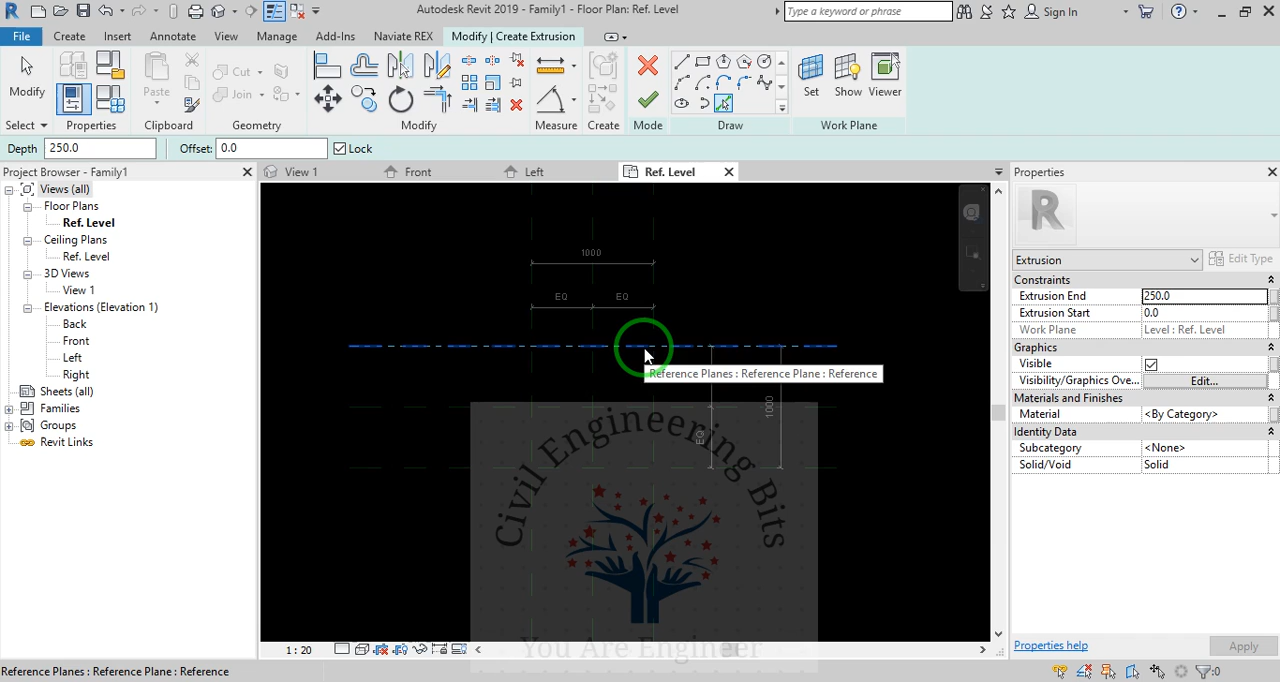 Autodesk Revit 2019 - Family1 - Floor Plan: Ref. Level
Type a keyword or phrase
Sign In
File
Create
Insert
Annotate
View
Manage
Add-Ins
Naviate REX
Modify | Create Extrusion
Modify
Paste
Cut
Join
Set
Show
Viewer
Select
Properties
Clipboard
Geometry
Modify
Measure
Create
Mode
Draw
Work Plane
Depth 250.0
Offset: 0.0
Lock
Project Browser - Family1
View 1
Front
Left
Ref. Level
Properties
Views (all)
Floor Plans
Ref. Level
Ceiling Plans
Ref. Level
3D Views
View 1
Elevations (Elevation 1)
Back
Front
Left
Right
Sheets (all)
Families
Groups
Revit Links
1000
EQ
EQ
Reference Planes : Reference Plane : Reference
1000
EQ
Civil Engineering Bits
You Are Engineer
Extrusion
Edit Type
Constraints
Extrusion End 250.0
Extrusion Start 0.0
Work Plane Level : Ref. Level
Graphics
Visible
Visibility/Graphics Ove... Edit...
Materials and Finishes
Material <By Category>
Identity Data
Subcategory <None>
Solid/Void Solid
Properties help
Apply
1 : 20
Reference Planes : Reference Plane : Reference
:0